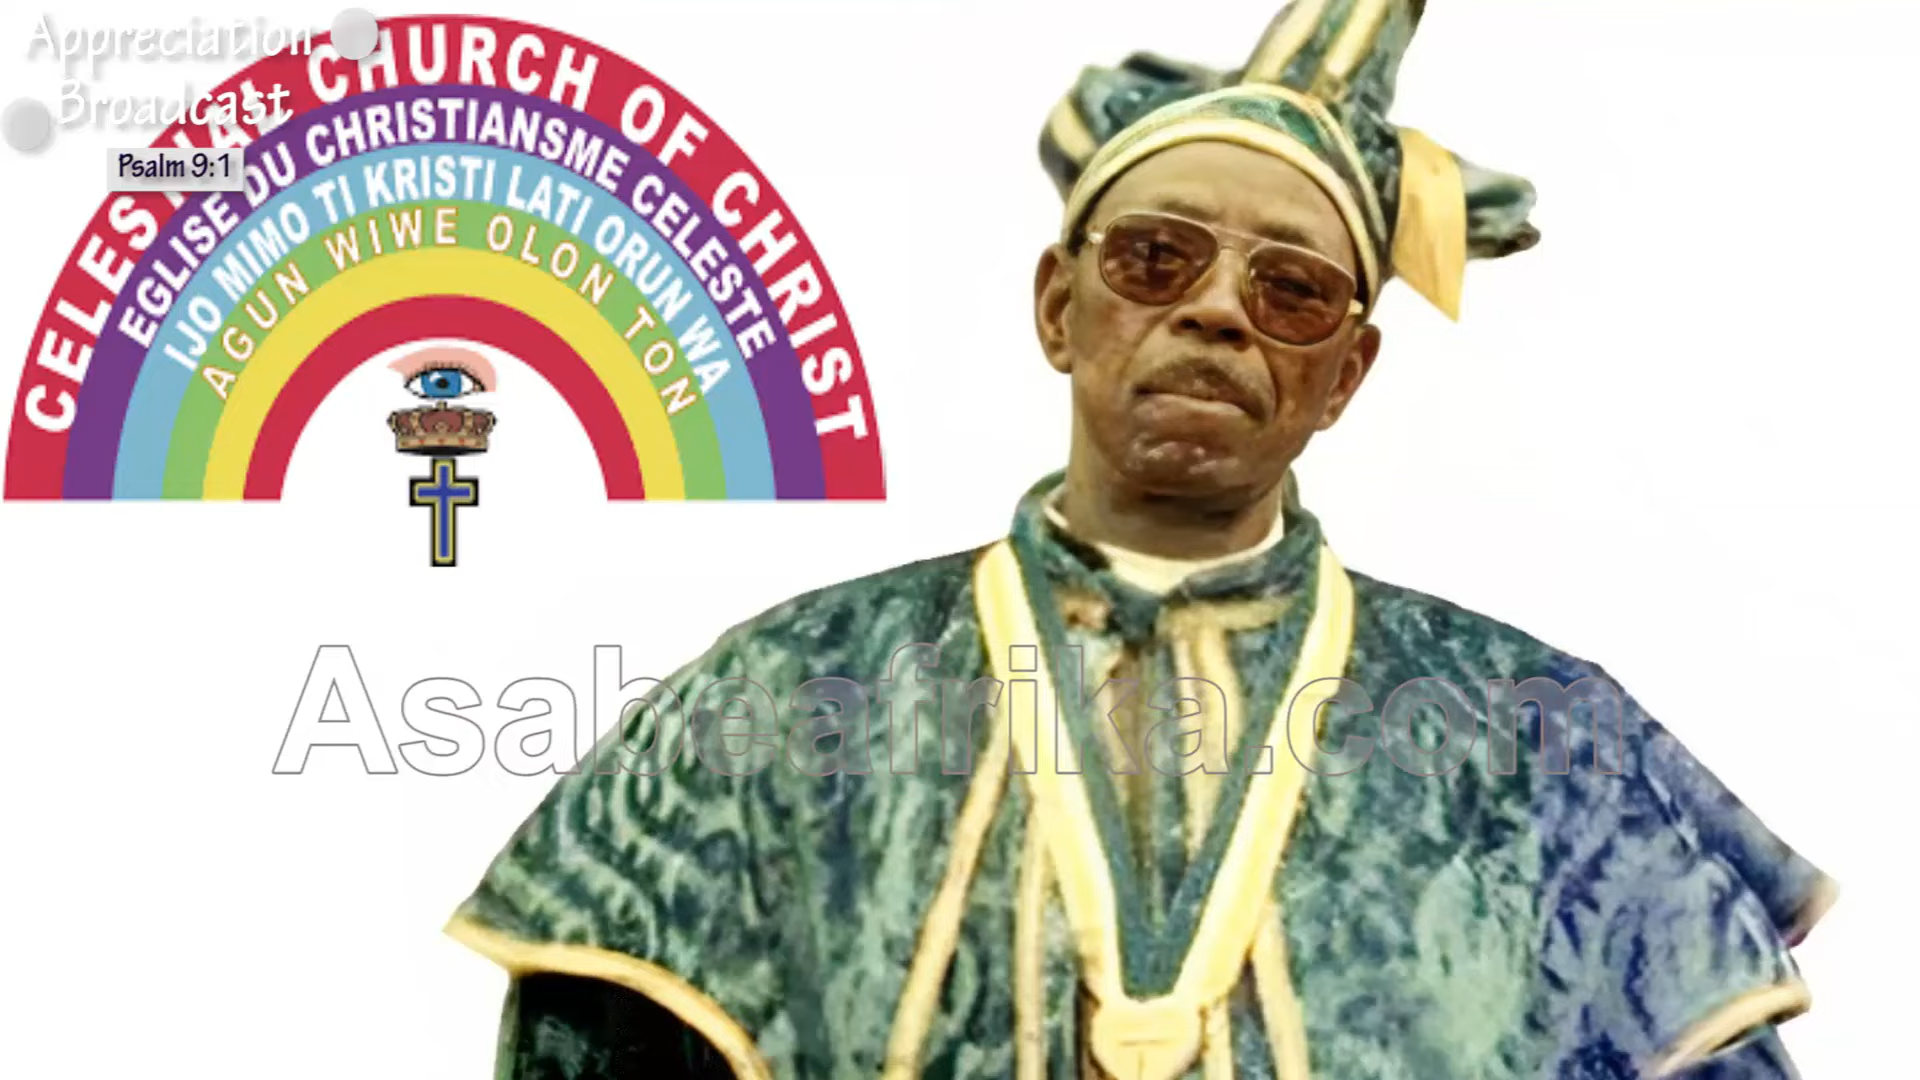 Appreciation
Broadcast
Psalm 9:1
CELESTIAL CHURCH OF CHRIST
EGLISE DU CHRISTIANSME CELESTE
IJO MIMO TI KRISTI LATI ORUN WA
AGUN WIWE OLON TON
Asabeafrika.com